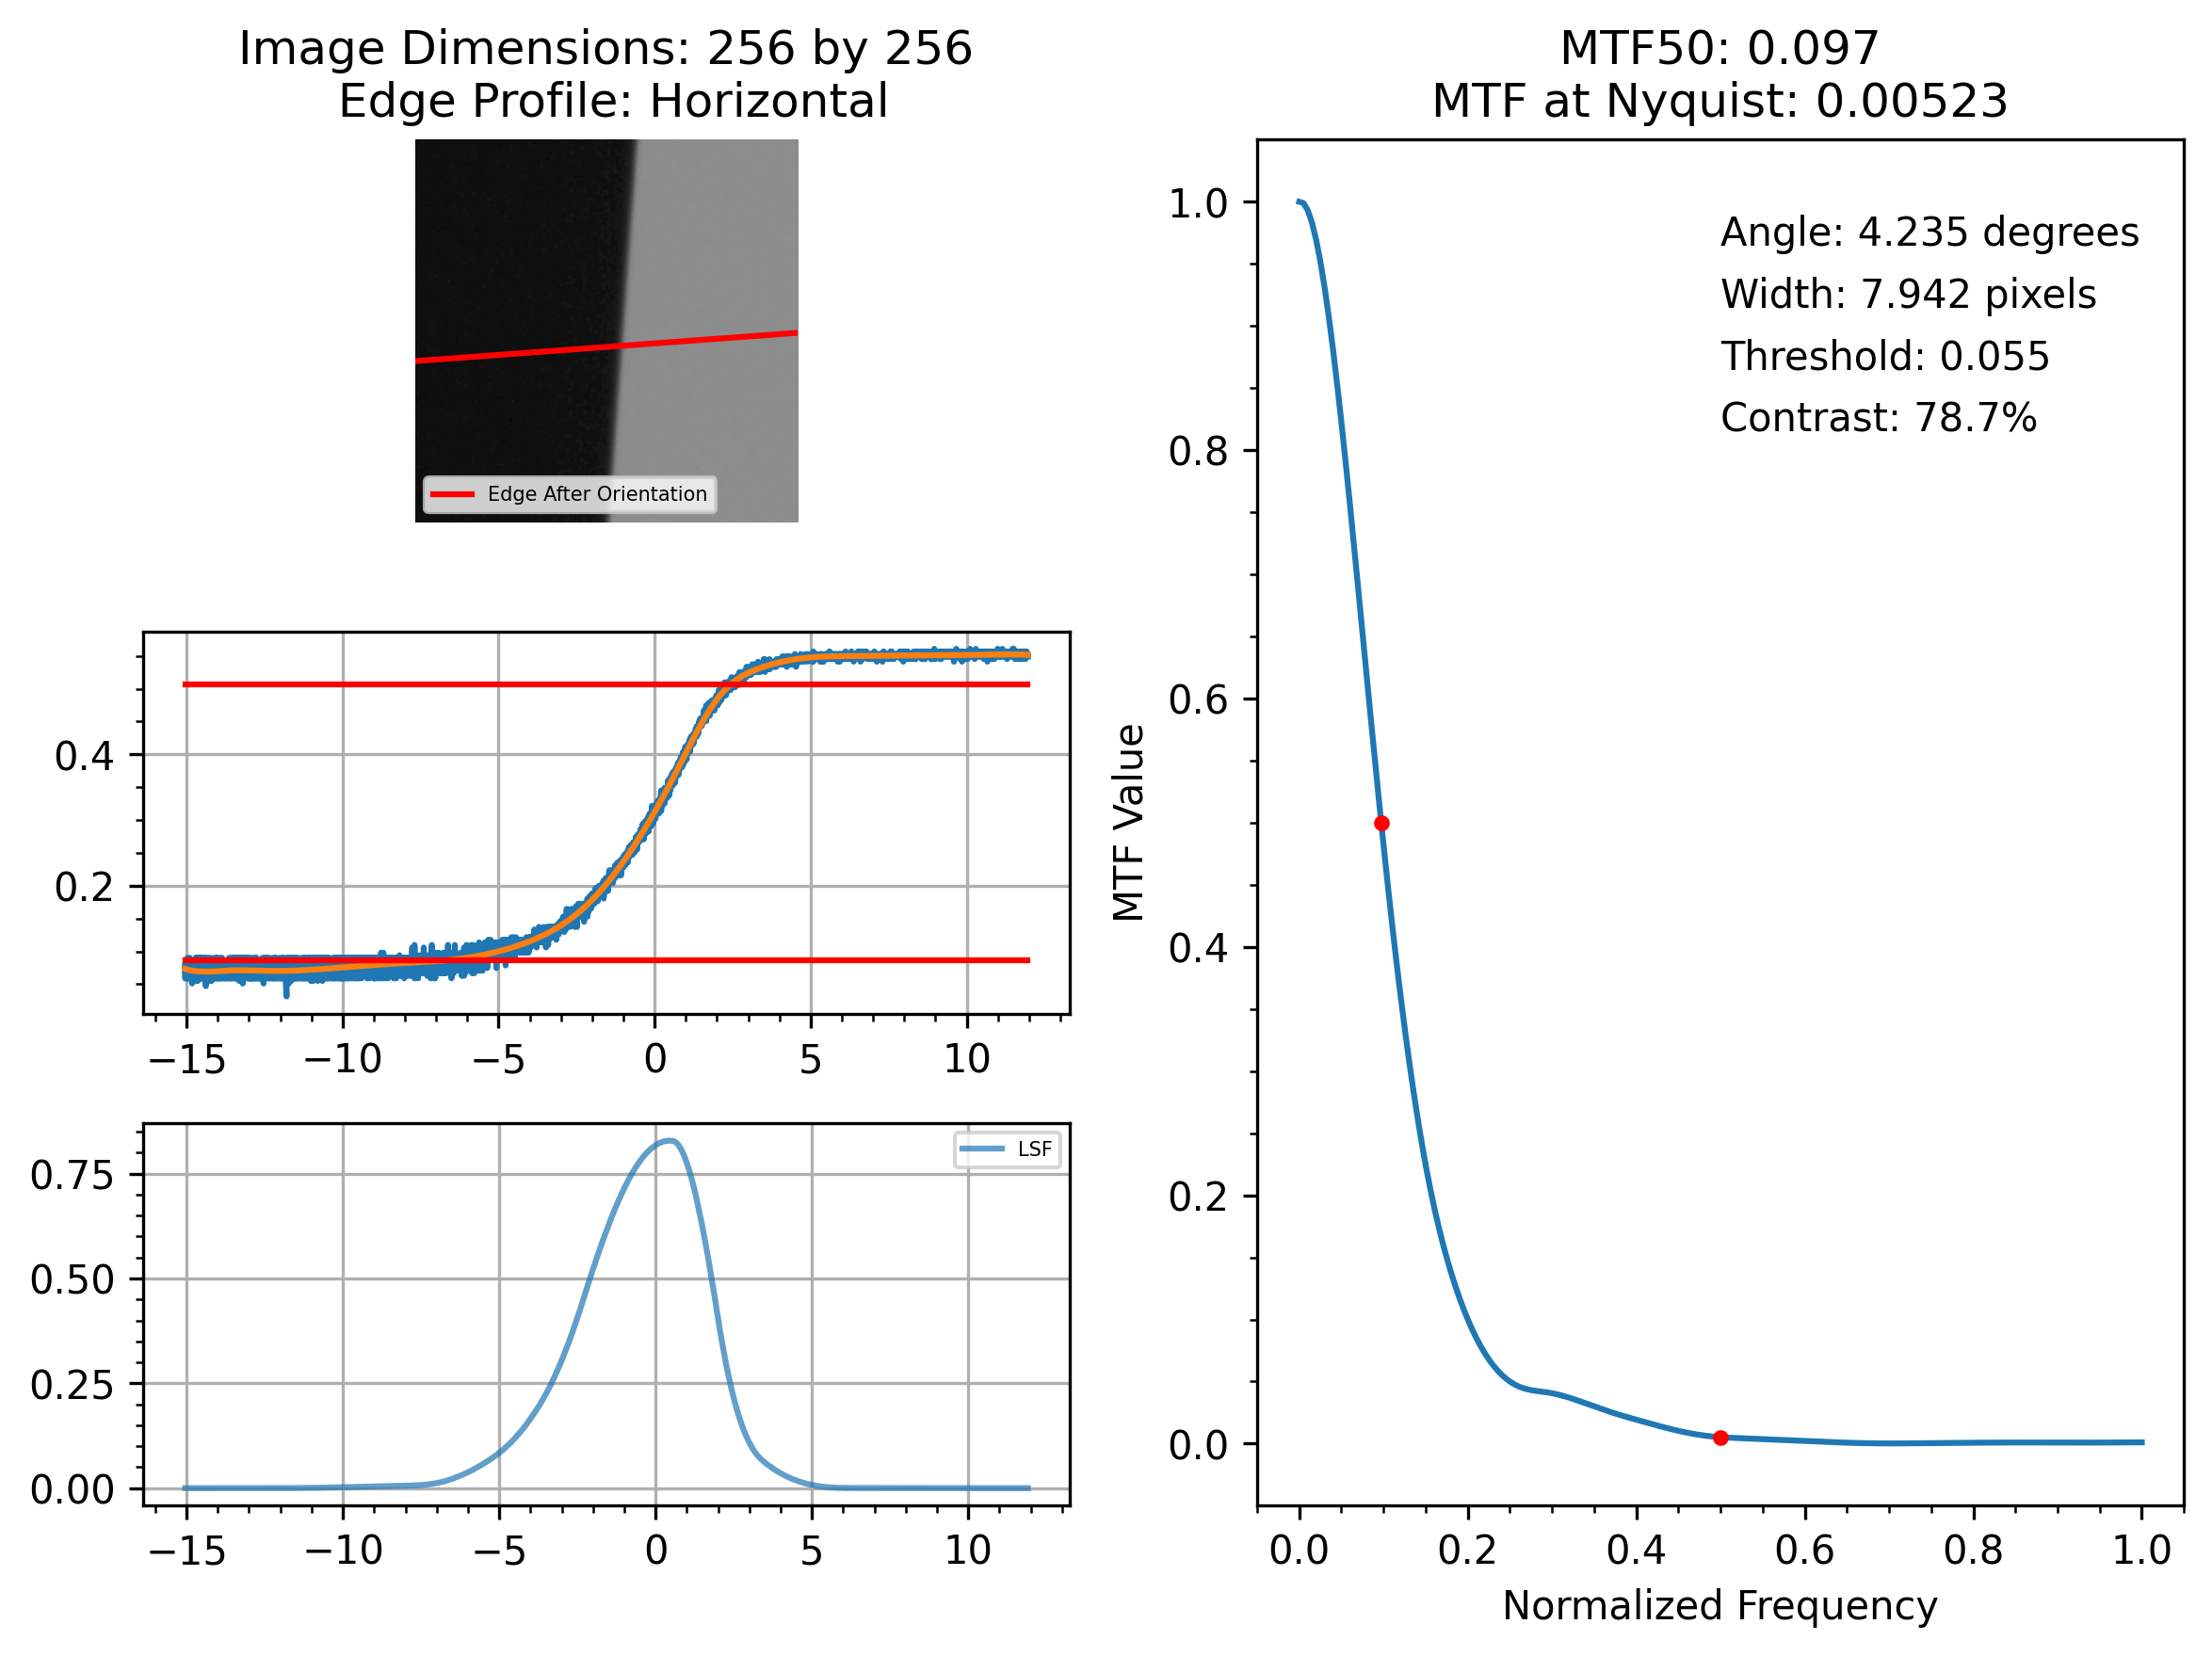 Image Dimensions: 256 by 256
Edge Profile: Horizontal
Edge After Orientation
0.4
0.2
−15 −10 −5 0 5 10
LSF
0.75
0.50
0.25
0.00
−15 −10 −5 0 5 10
MTF50: 0.097
MTF at Nyquist: 0.00523
Angle: 4.235 degrees
Width: 7.942 pixels
Threshold: 0.055
Contrast: 78.7%
MTF Value
1.0
0.8
0.6
0.4
0.2
0.0
0.0 0.2 0.4 0.6 0.8 1.0
Normalized Frequency